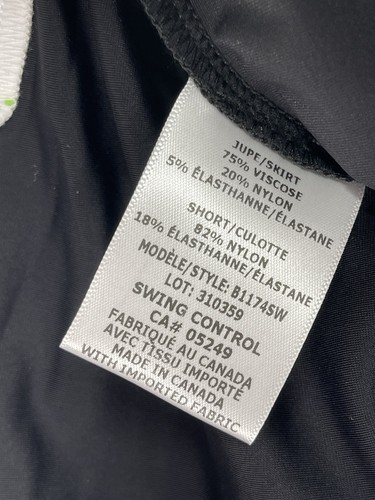 JUPE/SKIRT
75% VISCOSE
20% NYLON
5% ÉLASTHANNE/ÉLASTANE
SHORT/CULOTTE
82% NYLON
18% ÉLASTHANNE/ÉLASTANE
MODÈLE/STYLE: B1174SW
LOT: 310359
SWING CONTROL
CA# 05249
FABRIQUÉ AU CANADA
AVEC TISSU IMPORTÉ
MADE IN CANADA
WITH IMPORTED FABRIC